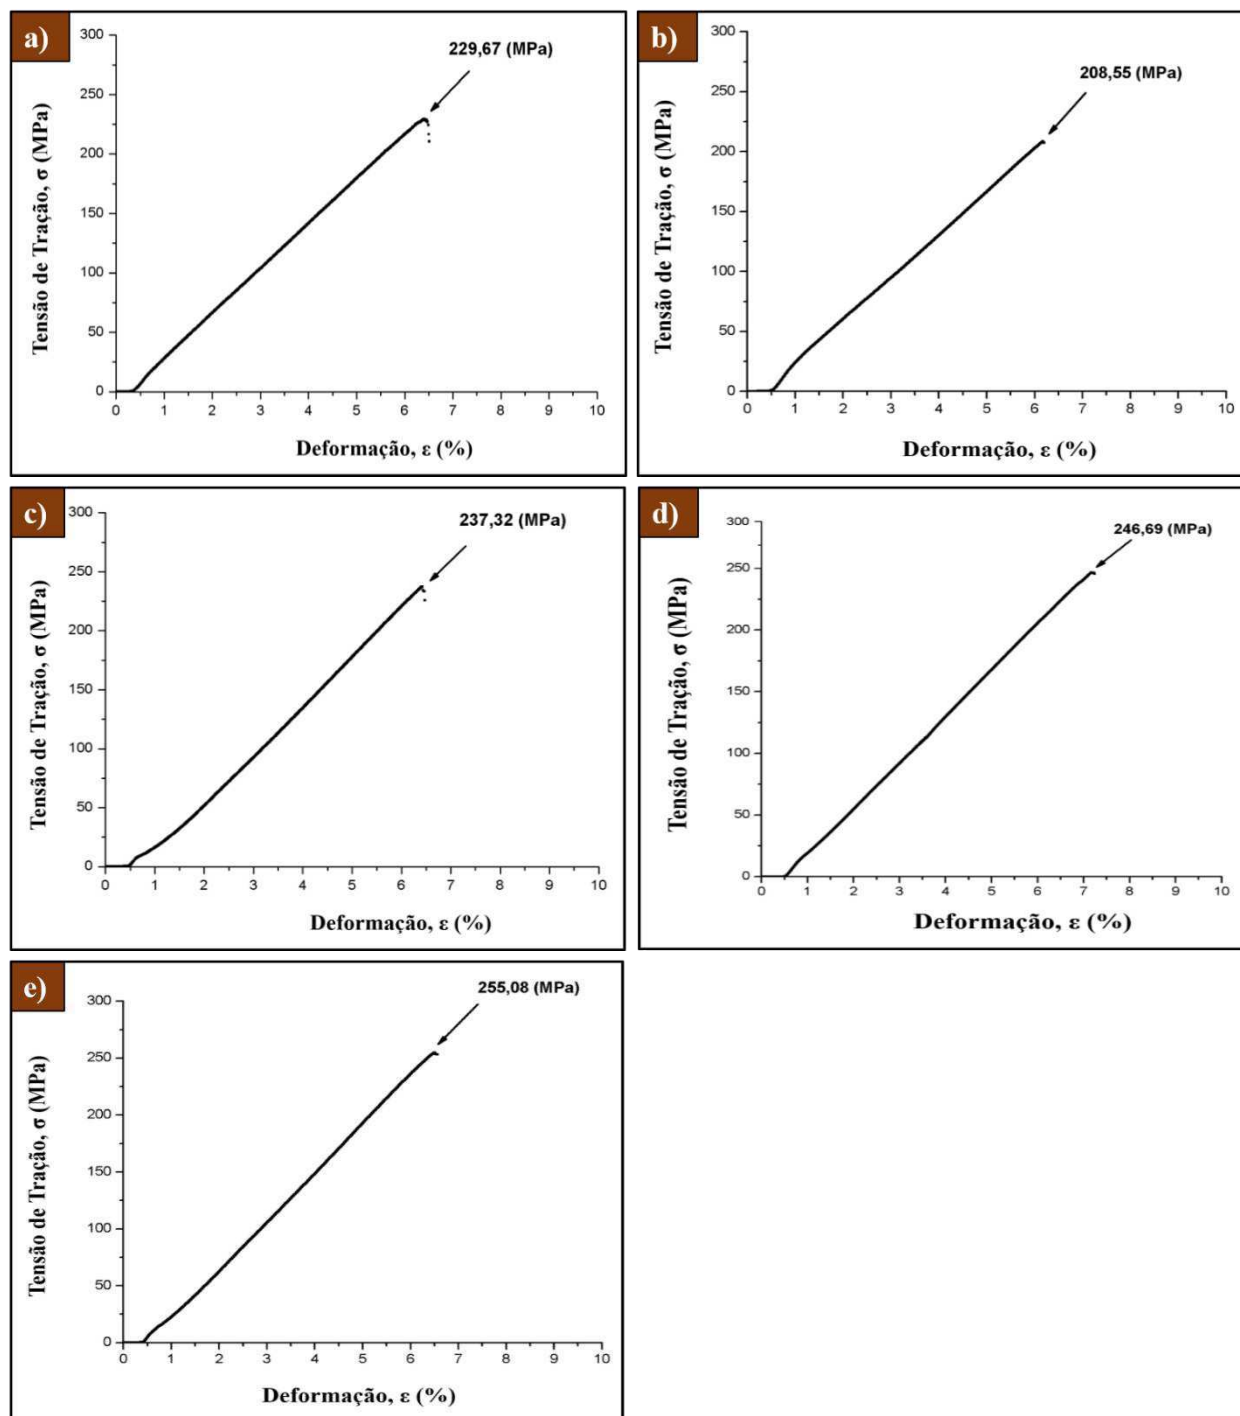 a)
229,67 (MPa)
Tensão de Tração, σ (MPa)
300
250
200
150
100
50
0
0 1 2 3 4 5 6 7 8 9 10
Deformação, ε (%)
b)
208,55 (MPa)
Tensão de Tração, σ (MPa)
300
250
200
150
100
50
0
0 1 2 3 4 5 6 7 8 9 10
Deformação, ε (%)
c)
237,32 (MPa)
Tensão de Tração, σ (MPa)
300
250
200
150
100
50
0
0 1 2 3 4 5 6 7 8 9 10
Deformação, ε (%)
d)
246,69 (MPa)
Tensão de Tração, σ (MPa)
300
250
200
150
100
50
0
0 1 2 3 4 5 6 7 8 9 10
Deformação, ε (%)
e)
255,08 (MPa)
Tensão de Tração, σ (MPa)
300
250
200
150
100
50
0
0 1 2 3 4 5 6 7 8 9 10
Deformação, ε (%)